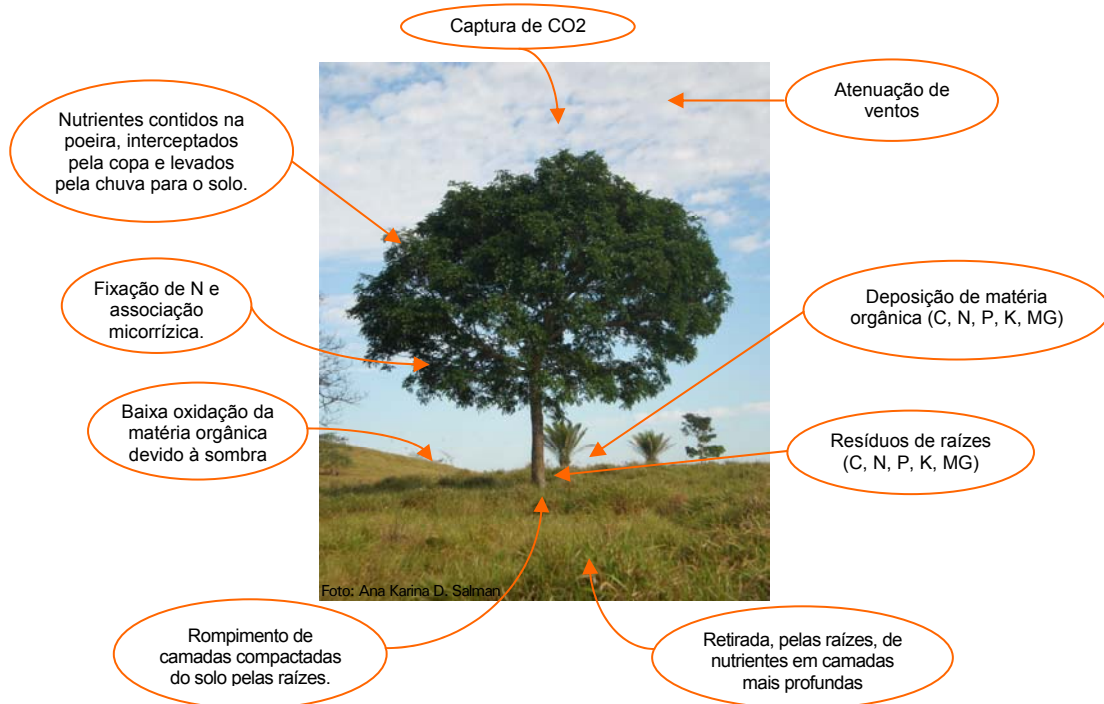 Captura de CO2
Atenuação de
ventos
Nutrientes contidos na
poeira, interceptados
pela copa e levados
pela chuva para o solo.
Fixação de N e
associação
micorrízica.
Deposição de matéria
orgânica (C, N, P, K, MG)
Baixa oxidação da
matéria orgânica
devido à sombra
Resíduos de raízes
(C, N, P, K, MG)
Foto: Ana Karina D. Salman
Rompimento de
camadas compactadas
do solo pelas raízes.
Retirada, pelas raízes, de
nutrientes em camadas
mais profundas